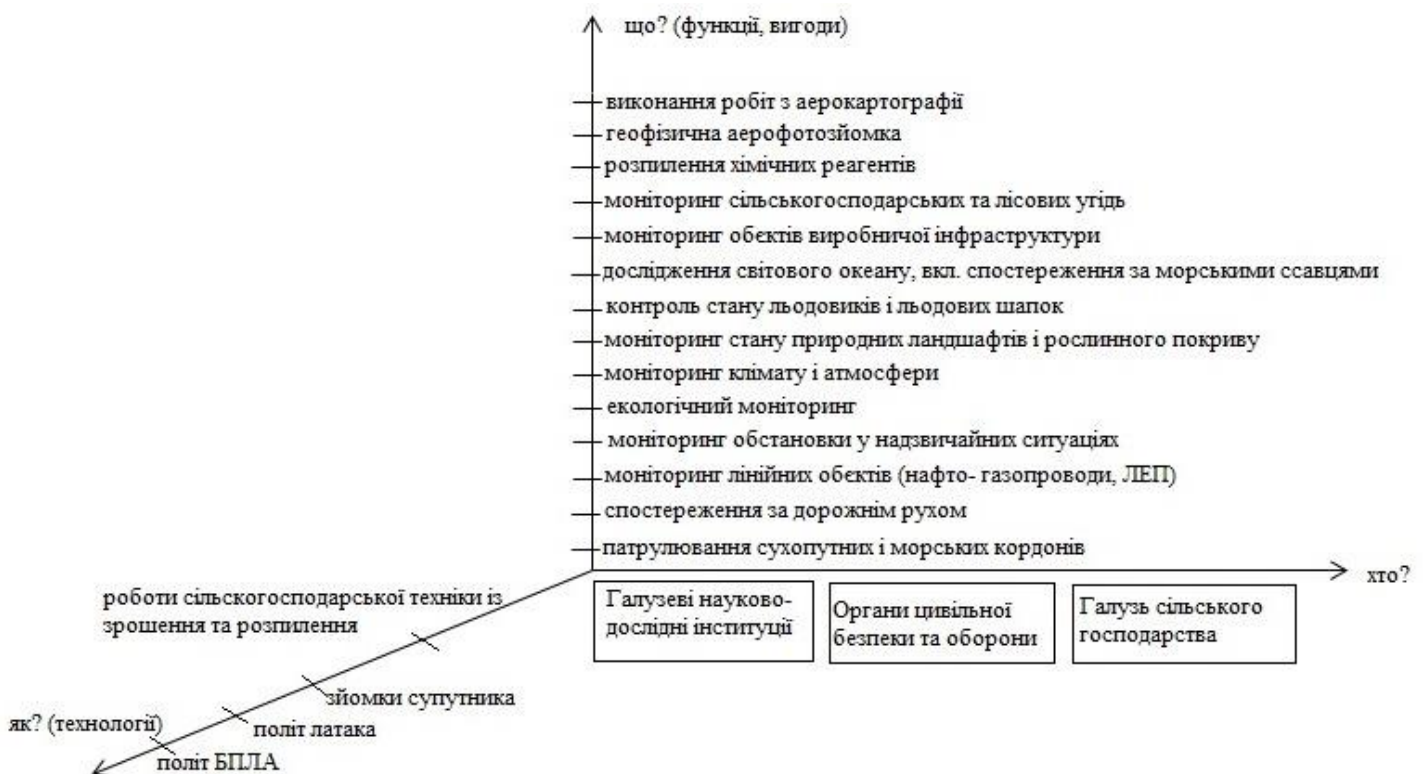 що? (функції, вигоди)
виконання робіт з аерокартографії
геофізична аерофотозйомка
розпилення хімічних реагентів
моніторинг сільськогосподарських та лісових угідь
моніторинг обєктів виробничої інфраструктури
дослідження світового океану, вкл. спостереження за морськими ссавцями
контроль стану льодовиків і льодових шапок
моніторинг стану природних ландшафтів і рослинного покриву
моніторинг клімату і атмосфери
екологічний моніторинг
моніторинг обстановки у надзвичайних ситуаціях
моніторинг лінійних обєктів (нафто- газопроводи, ЛЕП)
спостереження за дорожнім рухом
патрулювання сухопутних і морських кордонів
хто?
Галузеві науково-
дослідні інституції
Органи цивільної
безпеки та оборони
Галузь сільського
господарства
роботи сільскогосподарської техніки із
зрошення та розпилення
зйомки супутника
політ латака
політ БПЛА
як? (технології)